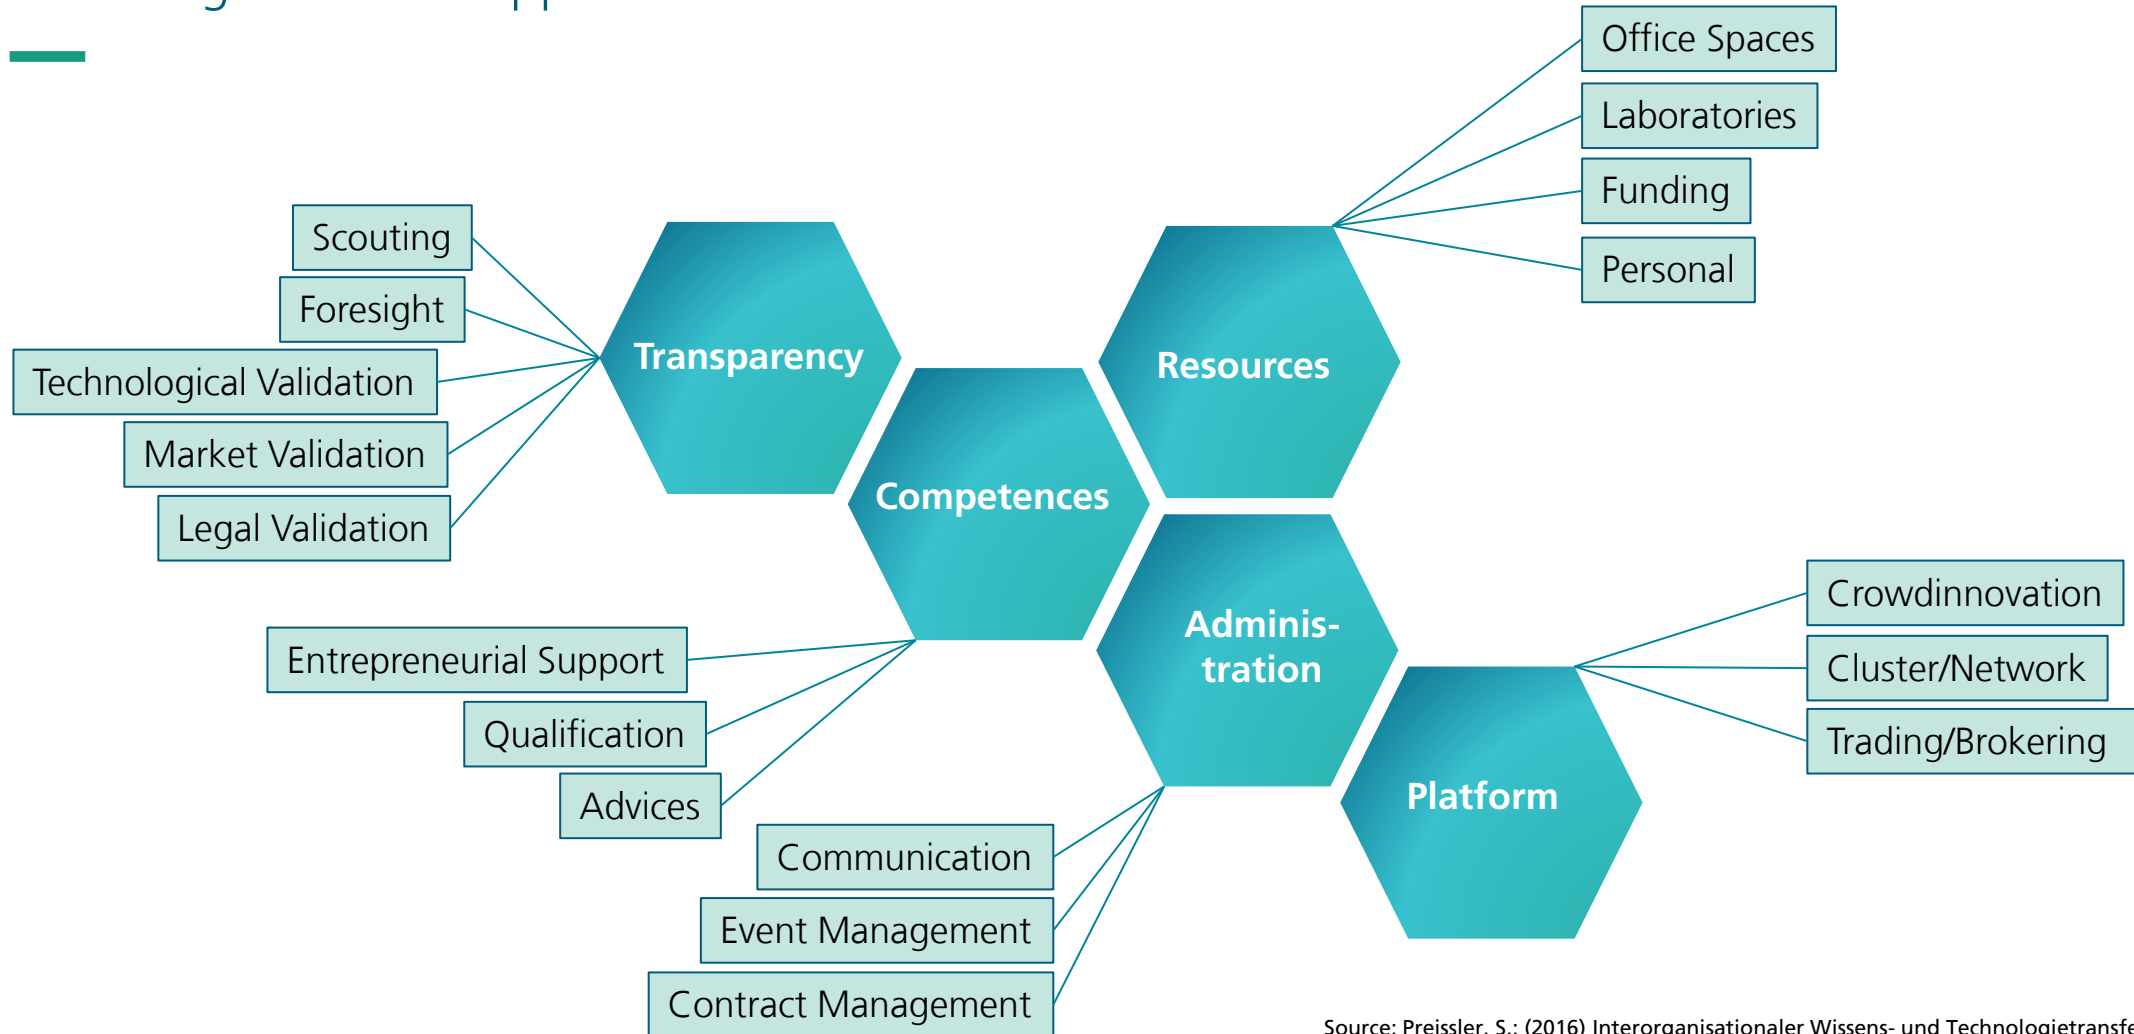 Office Spaces
Laboratories
Funding
Personal
Scouting
Foresight
Technological Validation
Market Validation
Legal Validation
Transparency
Resources
Competences
Adminis-
tration
Platform
Entrepreneurial Support
Qualification
Advices
Crowdinnovation
Cluster/Network
Trading/Brokering
Communication
Event Management
Contract Management
Source: Preissler, S.: (2016) Interorganisationaler Wissens- und